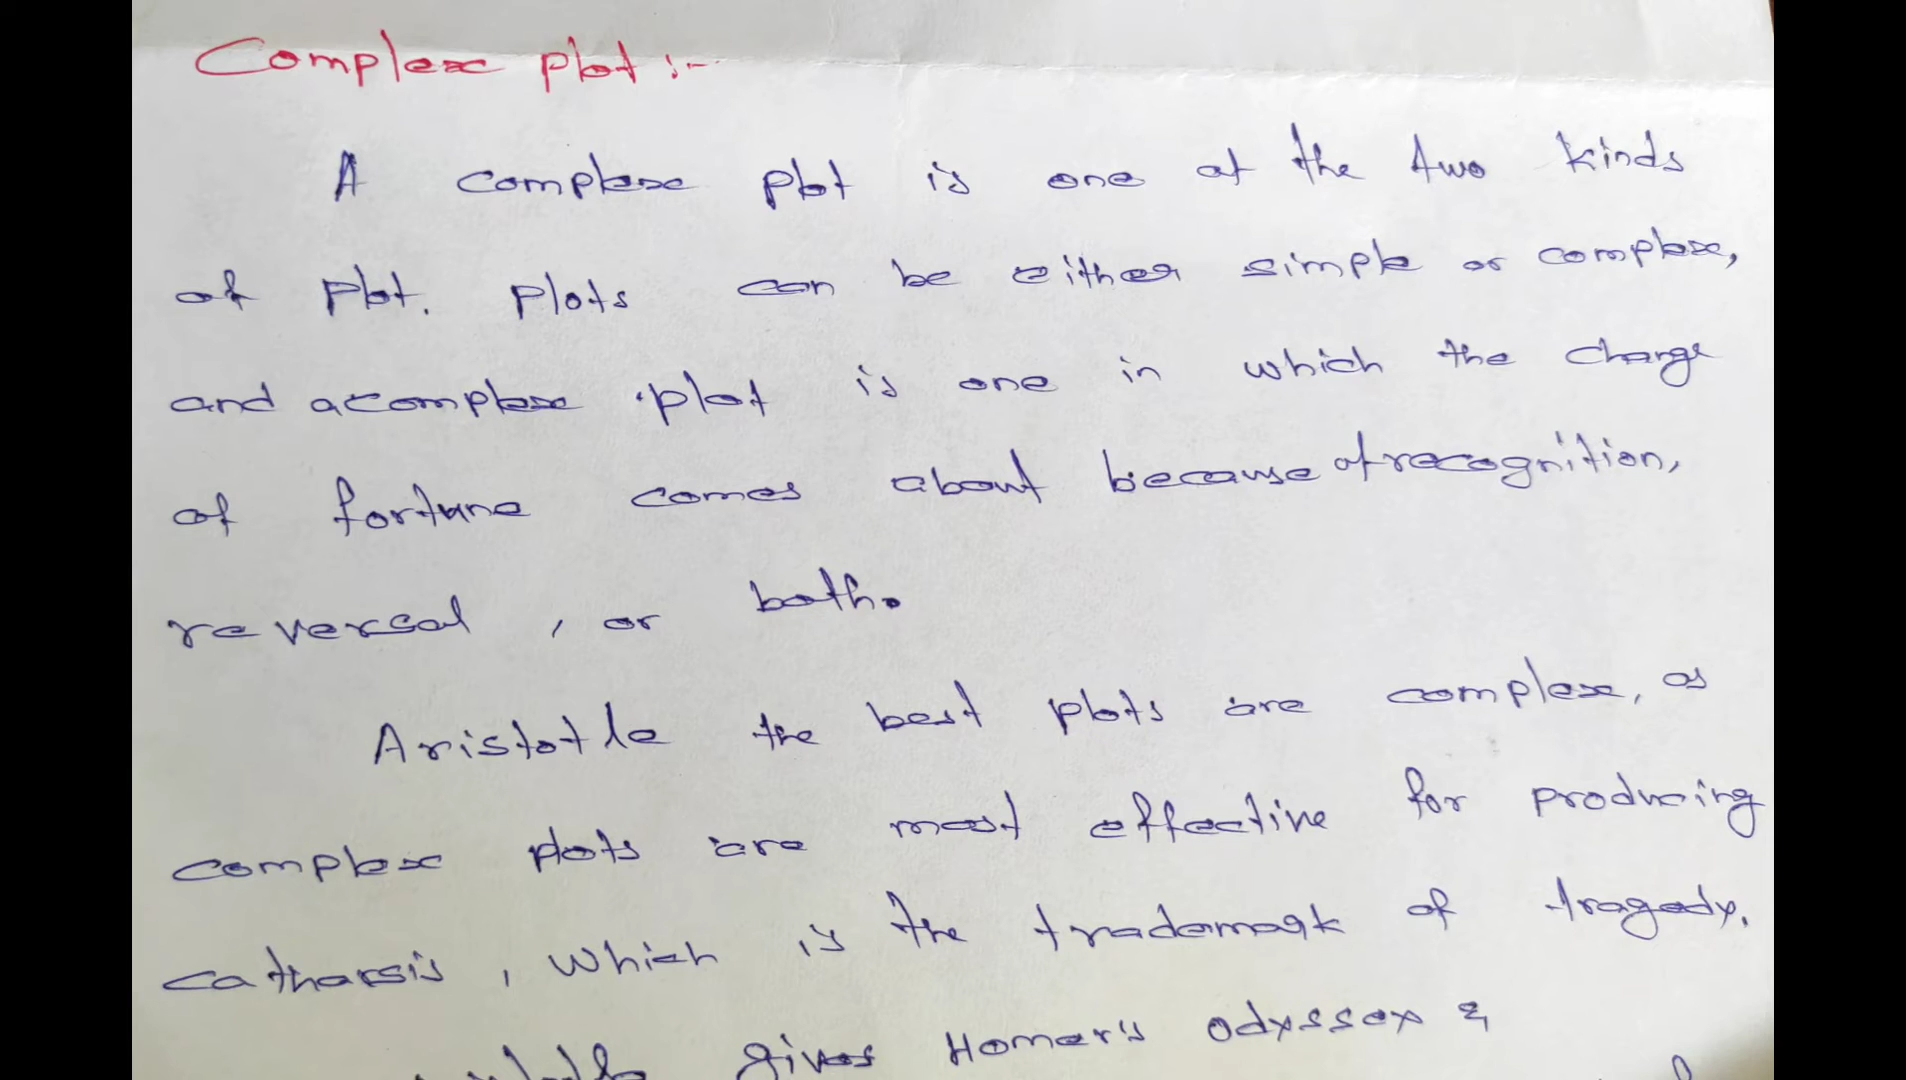 Complex plot :-
A complex plot is one of the two kinds
of plot. plots can be either simple or complex,
and a complex plot is one in which the change
of fortune comes about because of recognition,
reversal, or both.
Aristotle the best plots are complex, as
complex plots are most effective for producing
catharsis, which is the trademark of tragedy.
gives Homer's odyssey &